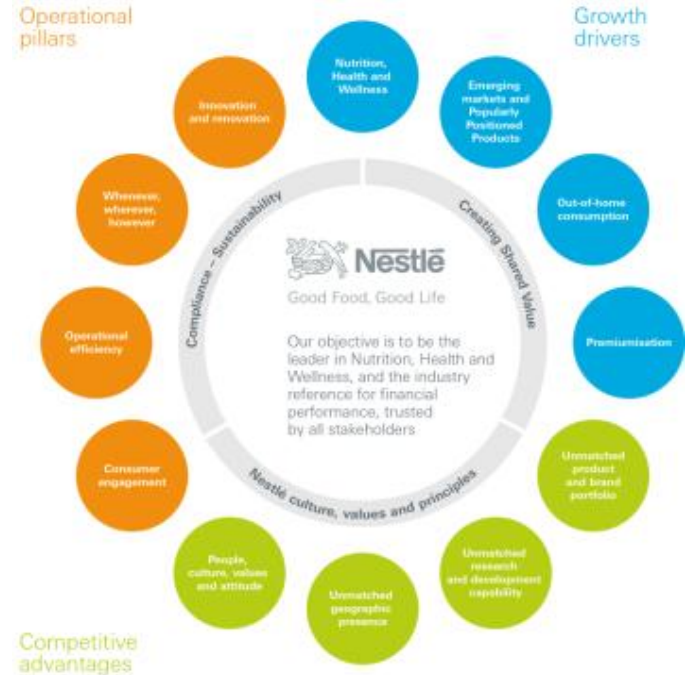 Operational
pillars
Growth
drivers
Nutrition,
Health and
Wellness
Emerging
markets and
Popularly
Positioned
Products
Out-of-home
consumption
Premiumisation
Unmatched
product
and brand
portfolio
Unmatched
research
and development
capability
Unmatched
geographic
presence
People,
culture, values
and attitude
Consumer
engagement
Operational
efficiency
Whenever,
wherever,
however
Innovation
and renovation
Compliance – Sustainability
Creating Shared Value
Nestlé culture, values and principles
Nestlé
Good Food, Good Life
Our objective is to be the
leader in Nutrition, Health and
Wellness, and the industry
reference for financial
performance, trusted
by all stakeholders
Competitive
advantages